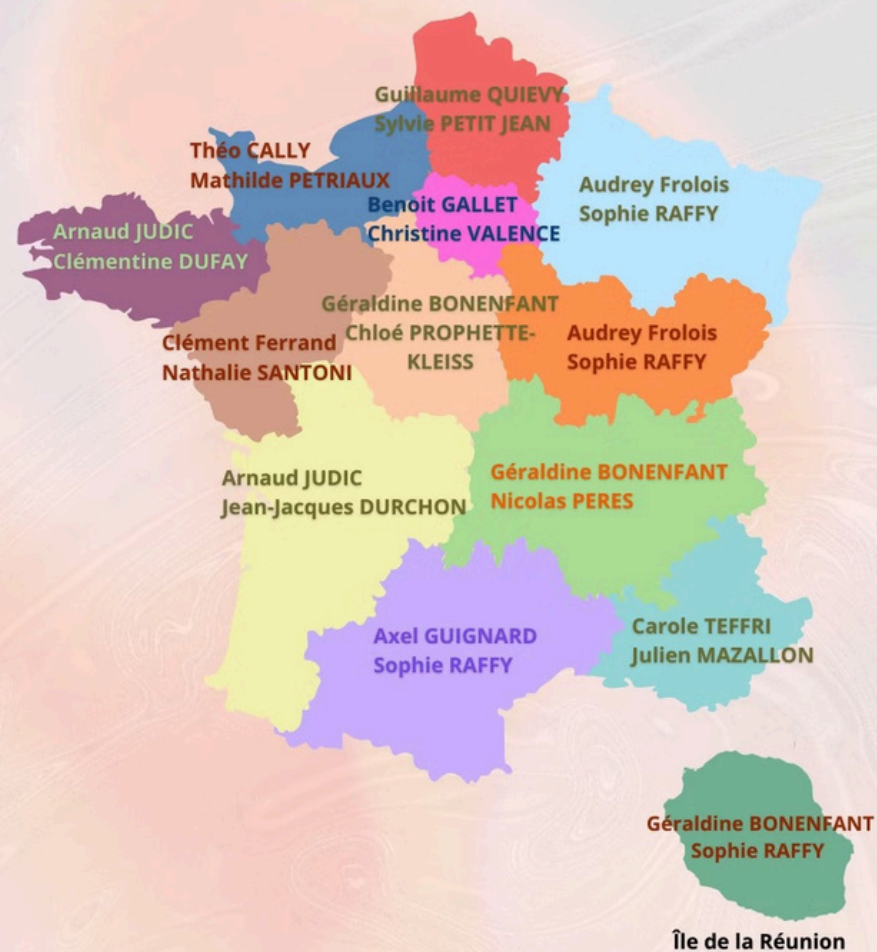 Guillaume QUIEVY
Sylvie PETIT JEAN
Théo CALLY
Mathilde PETRIAUX
Audrey Frolois
Sophie RAFFY
Benoit GALLET
Christine VALENCE
Arnaud JUDIC
Clémentine DUFAY
Géraldine BONENFANT
Chloé PROPHETTE-
KLEISS
Clément Ferrand
Nathalie SANTONI
Audrey Frolois
Sophie RAFFY
Arnaud JUDIC
Jean-Jacques DURCHON
Géraldine BONENFANT
Nicolas PERES
Axel GUIGNARD
Sophie RAFFY
Carole TEFFRI
Julien MAZALLON
Géraldine BONENFANT
Sophie RAFFY
Île de la Réunion